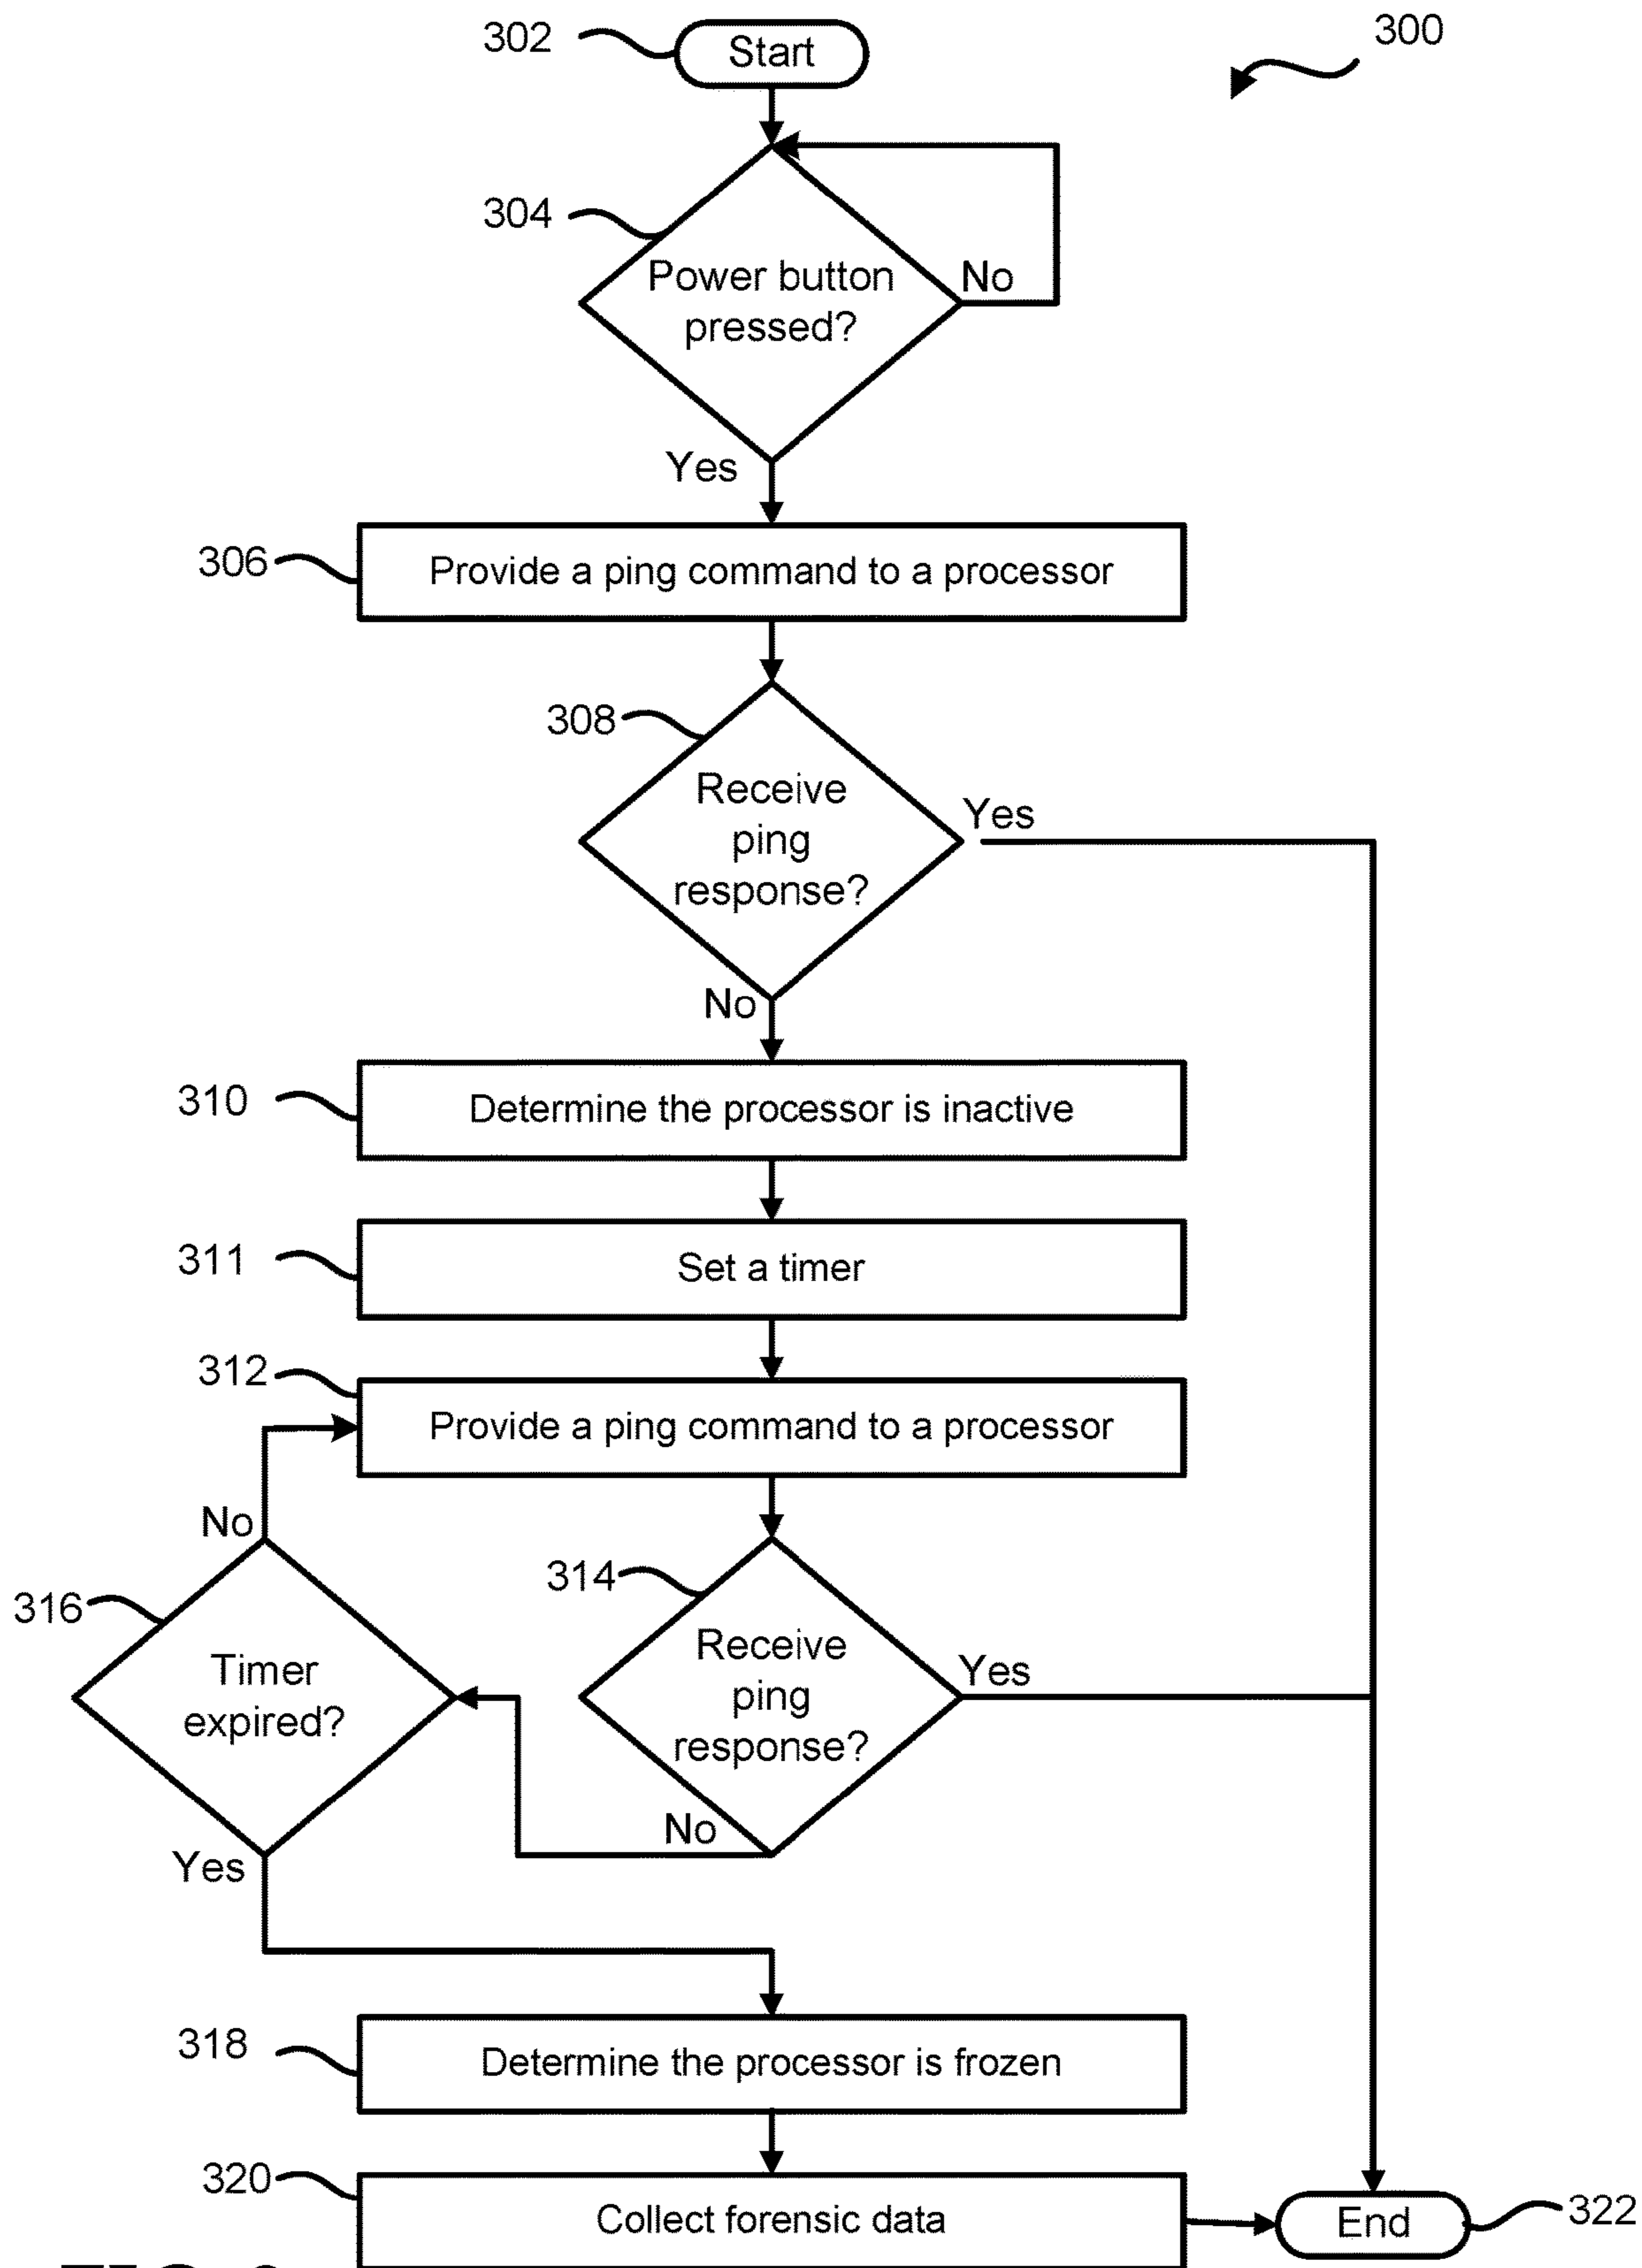 302
Start
300
304
Power button
pressed?
No
Yes
306
Provide a ping command to a processor
308
Receive
ping
response?
Yes
No
310
Determine the processor is inactive
311
Set a timer
312
Provide a ping command to a processor
No
316
Timer
expired?
314
Receive
ping
response?
Yes
No
Yes
318
Determine the processor is frozen
320
Collect forensic data
End
322